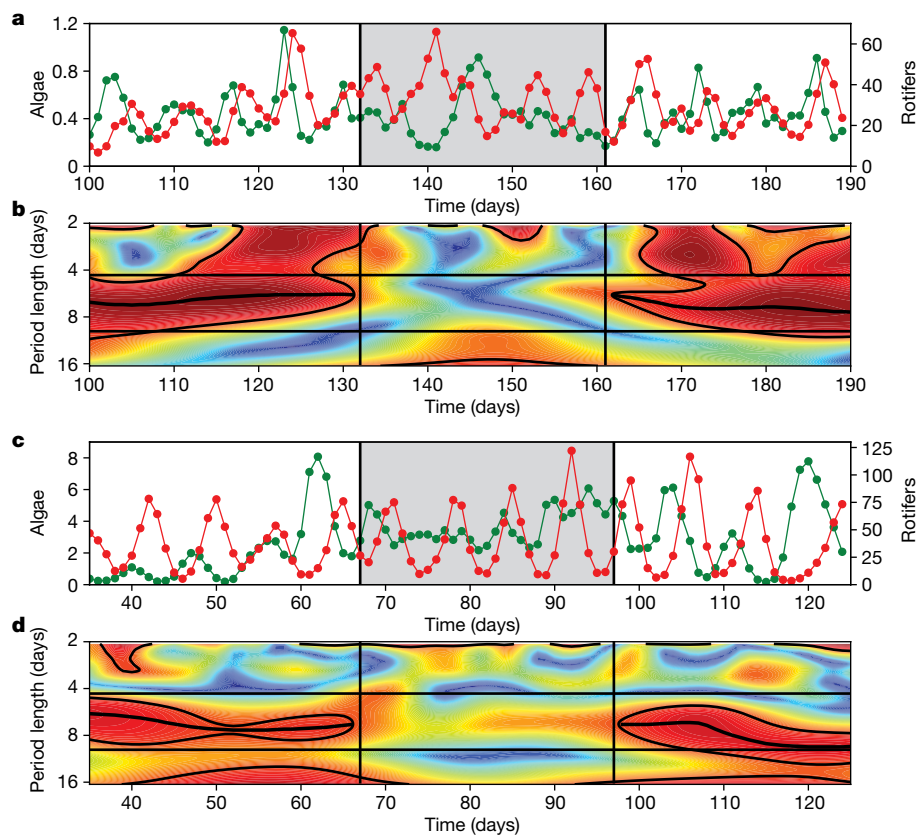 a
1.2
0.8
0.4
0
Algae
60
40
20
0
Rotifers
100 110 120 130 140 150 160 170 180 190
Time (days)
b
2
4
8
16
Period length (days)
100 110 120 130 140 150 160 170 180 190
Time (days)
c
8
6
4
2
0
Algae
125
100
75
50
25
0
Rotifers
40 50 60 70 80 90 100 110 120
Time (days)
d
2
4
8
16
Period length (days)
40 50 60 70 80 90 100 110 120
Time (days)